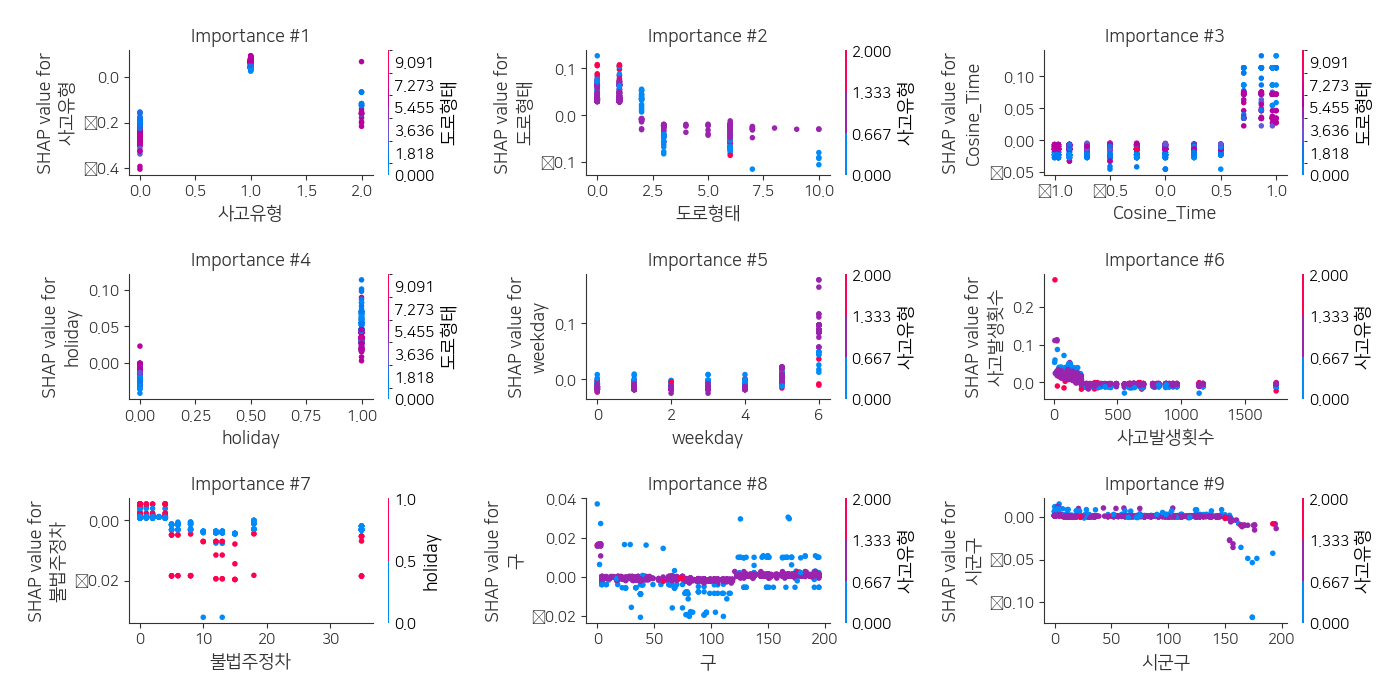 Importance #1
SHAP value for
사고유형
0.0
0.2
0.4
0.0
0.5
1.0
1.5
2.0
사고유형
9.091
7.273
5.455
3.636
1.818
0.000
도로형태
Importance #2
SHAP value for
도로형태
0.1
0.0
0.1
0.0
2.5
5.0
7.5
10.0
도로형태
2.000
1.333
0.667
0.000
사고유형
Importance #3
SHAP value for
Cosine_Time
0.10
0.05
0.00
0.05
1.0
0.5
0.0
0.5
1.0
Cosine_Time
9.091
7.273
5.455
3.636
1.818
0.000
도로형태
Importance #4
SHAP value for
holiday
0.10
0.05
0.00
0.00
0.25
0.50
0.75
1.00
holiday
9.091
7.273
5.455
3.636
1.818
0.000
도로형태
Importance #5
SHAP value for
weekday
0.1
0.0
0
2
4
6
weekday
2.000
1.333
0.667
0.000
사고유형
Importance #6
SHAP value for
사고발생횟수
0.2
0.1
0.0
0
500
1000
1500
사고발생횟수
2.000
1.333
0.667
0.000
사고유형
Importance #7
SHAP value for
불법주정차
0.00
0.02
0
10
20
30
불법주정차
1.0
0.5
0.0
holiday
Importance #8
SHAP value for
구
0.04
0.02
0.00
0.02
0
50
100
150
200
구
2.000
1.333
0.667
0.000
사고유형
Importance #9
SHAP value for
시군구
0.00
0.05
0.10
0
50
100
150
200
시군구
2.000
1.333
0.667
0.000
사고유형